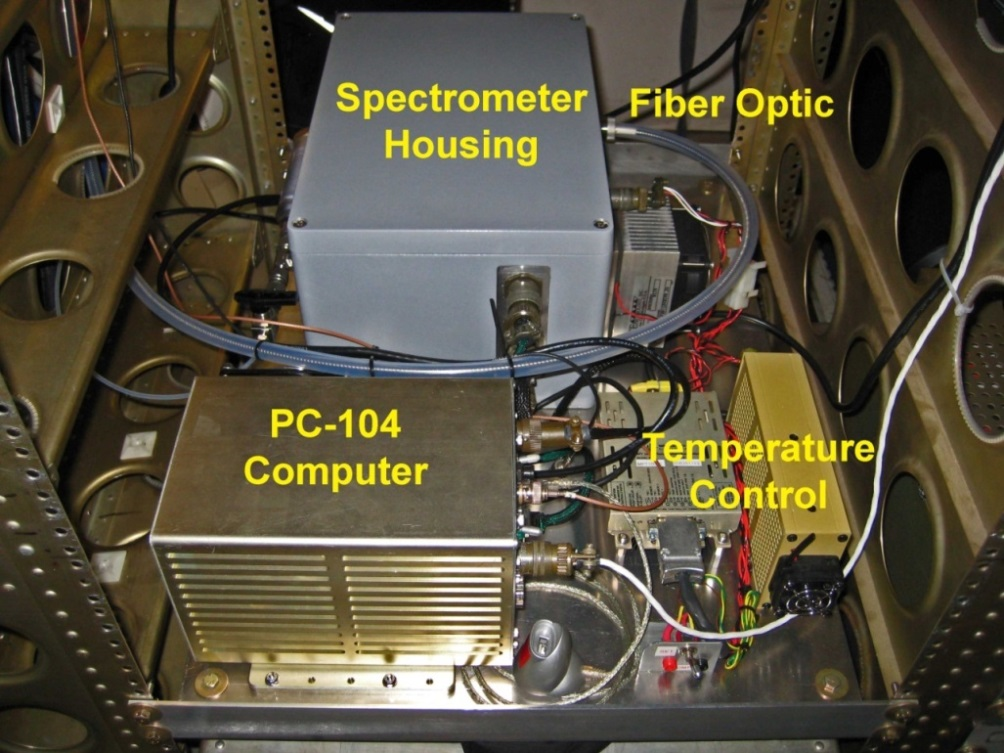 Spectrometer
Housing
Fiber Optic
PC-104
Computer
Temperature
Control